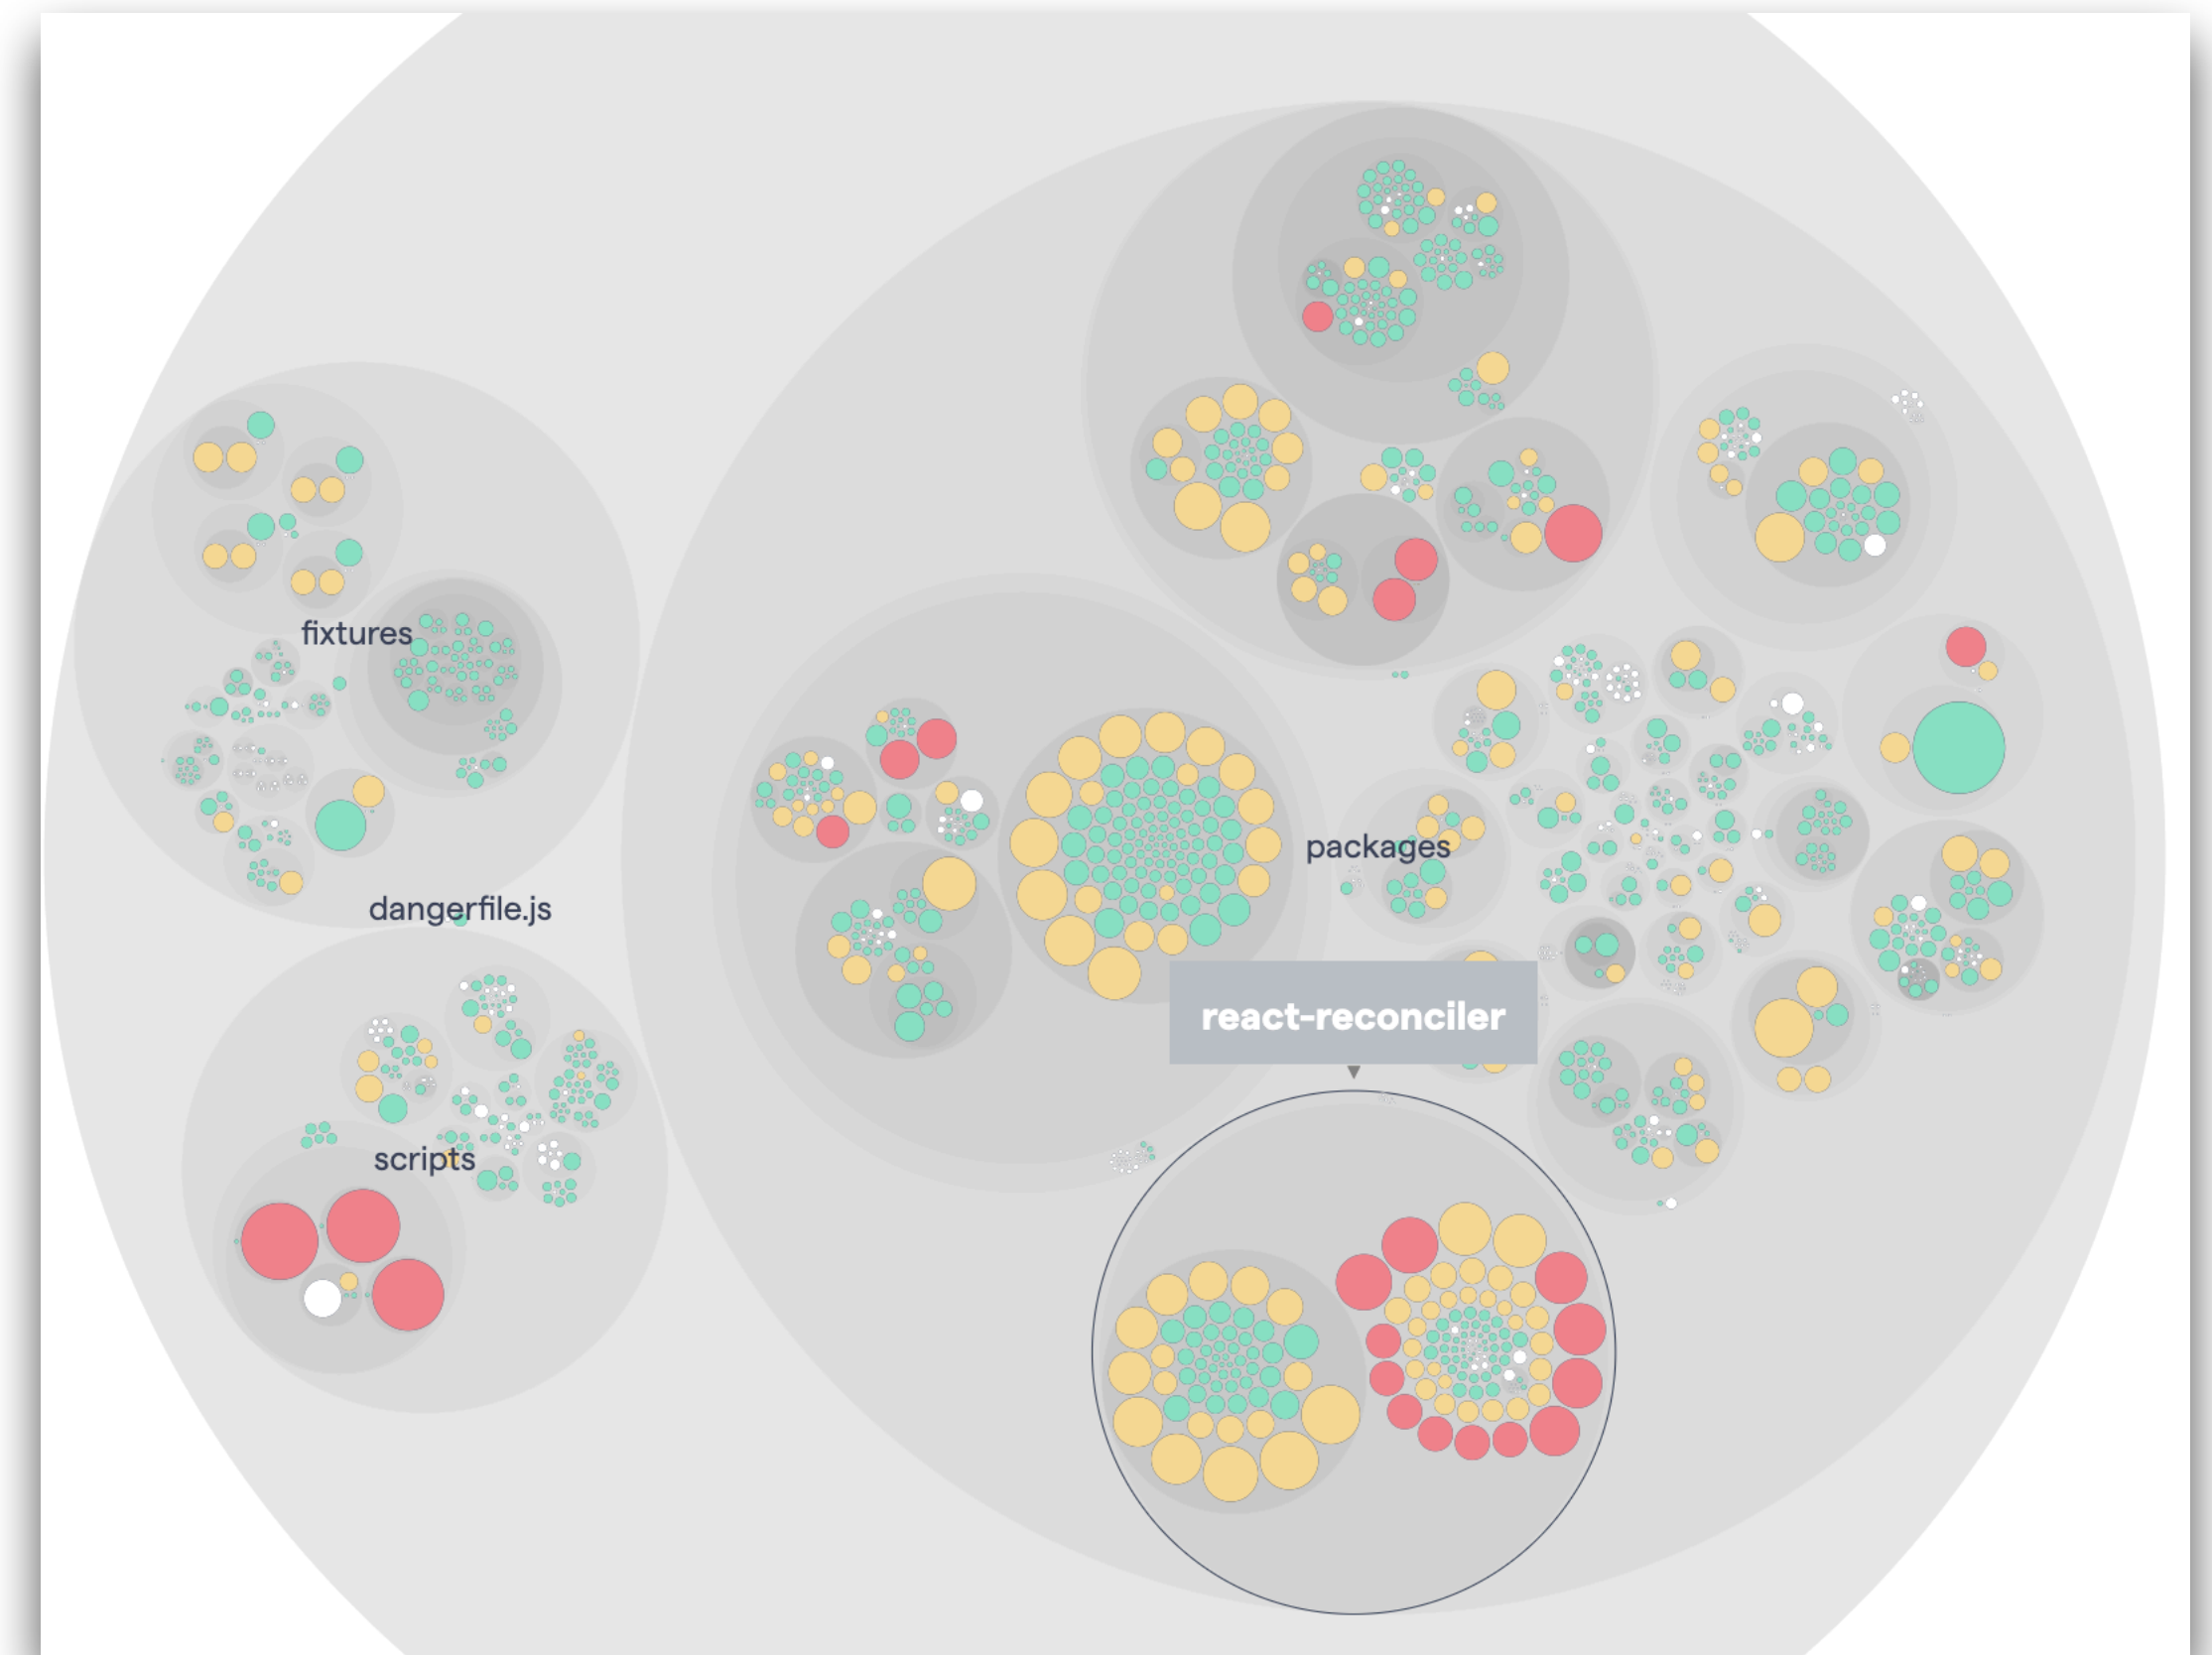 fixtures
packages
dangerfile.js
react-reconciler
scripts